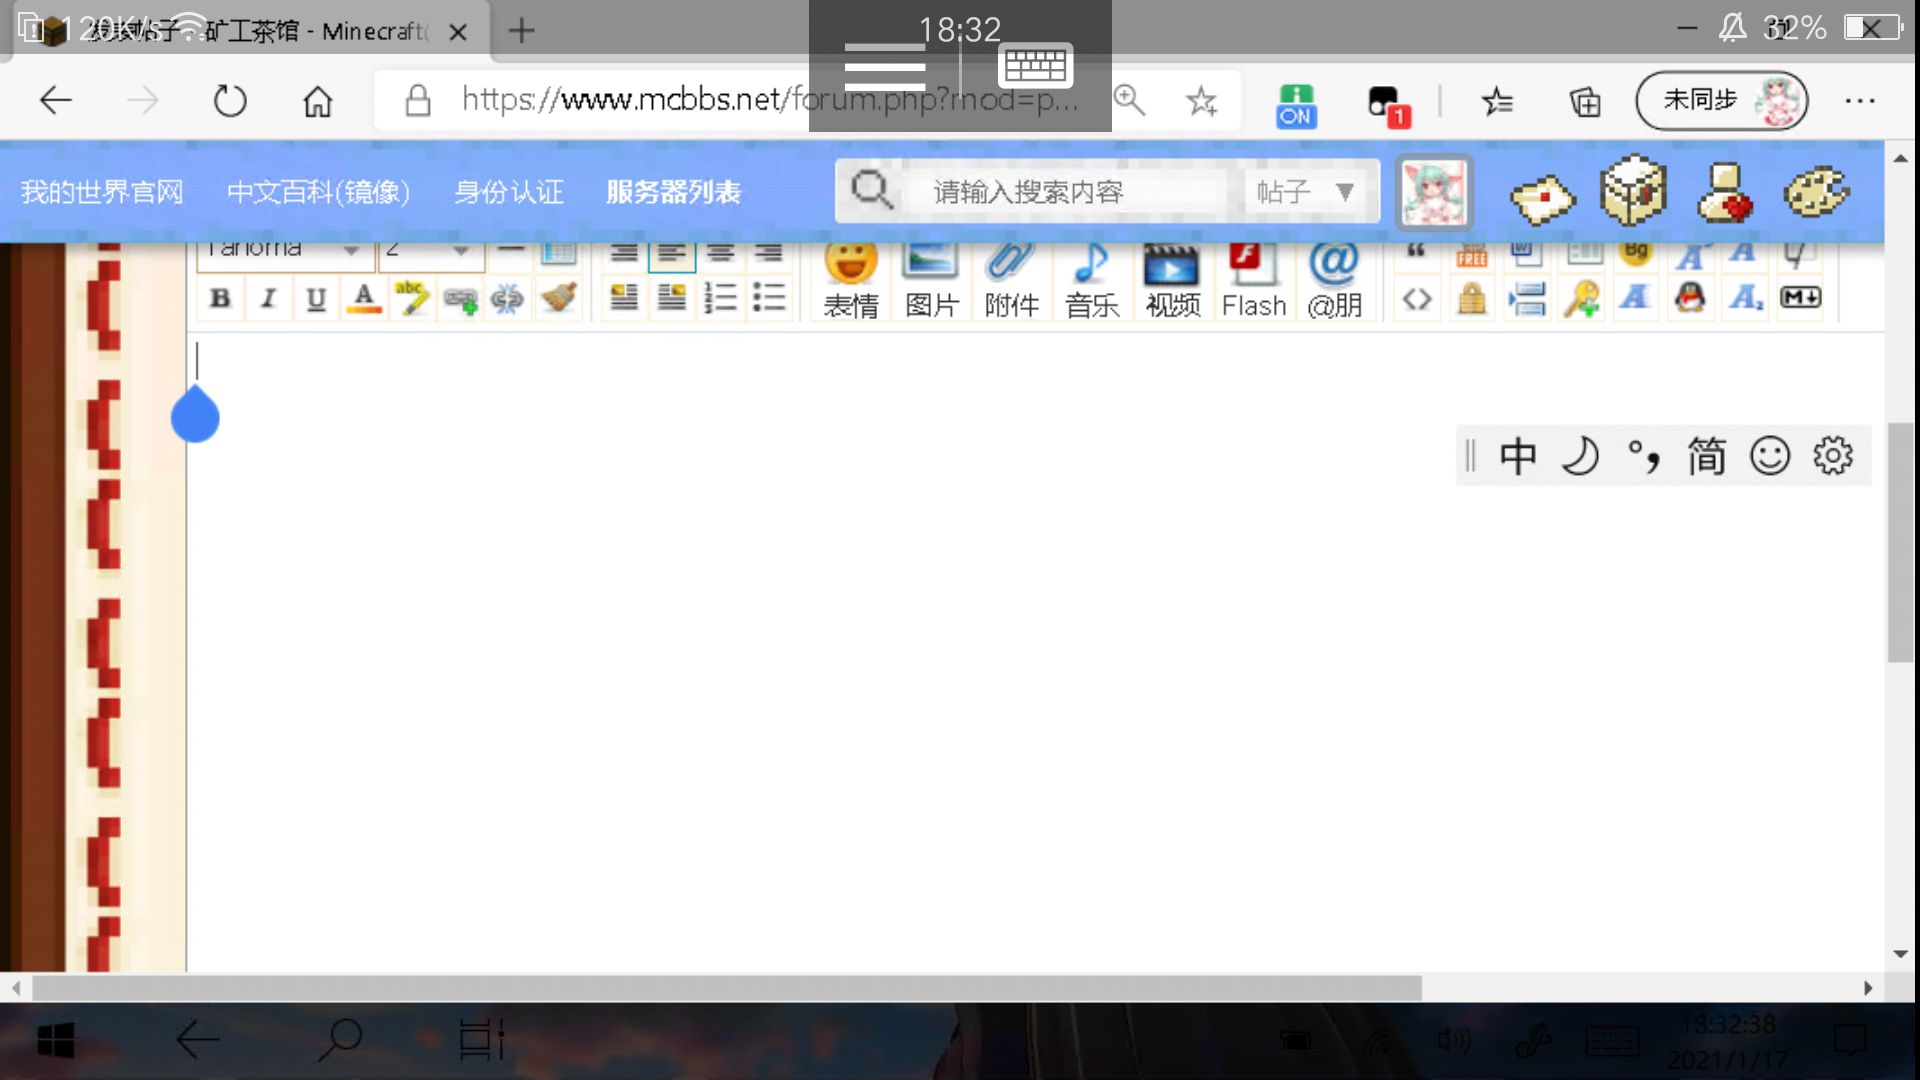 120K/s
18:32
32%
发表帖子 - 矿工茶馆 - Minecraft(
https://www.mcbbs.net/forum.php?mod=p...
ON
1
未同步
我的世界官网 中文百科(镜像) 身份认证 服务器列表
请输入搜索内容 帖子
Tahoma 2
FREE
Bg
B I U A abc
表情 图片 附件 音乐 视频 Flash @朋
中 °, 简
18:32:38
2021/1/17